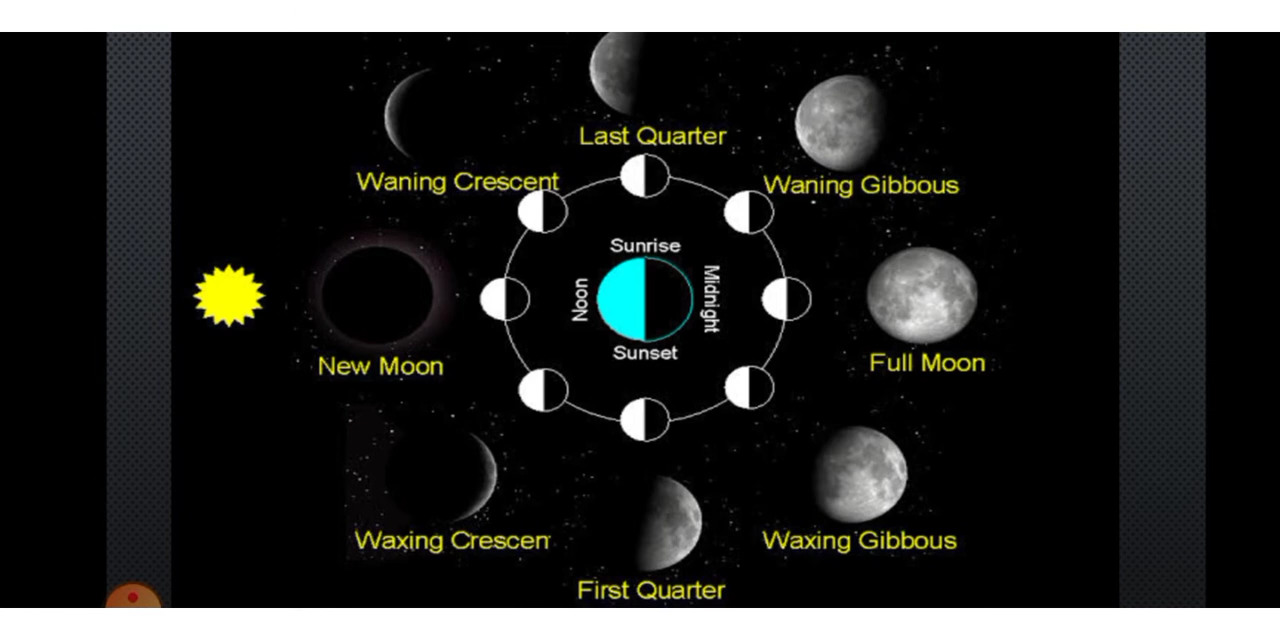 Last Quarter
Waning Crescent
Waning Gibbous
Sunrise
Noon
Midnight
Sunset
New Moon
Full Moon
Waxing Crescen
Waxing Gibbous
First Quarter